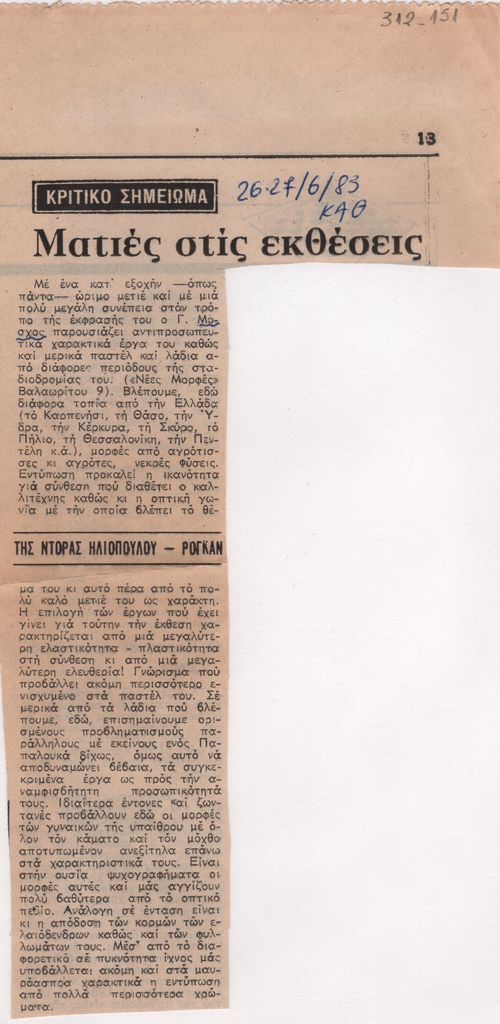 312-151
13
ΚΡΙΤΙΚΟ ΣΗΜΕΙΩΜΑ
26-27/6/83
ΚΑΘ
Ματιές στίς εκθέσεις
Μέ ένα κατ' εξοχήν —όπως
πάντα— ώριμο μετιέ καί μέ μιά
πολύ μεγάλη συνέπεια στόν τρό-
πο τής έκφρασής του ο Γ. Μο-
σχος παρουσιάζει αντιπροσωπευ-
τικά χαρακτικά έργα του καθώς
καί μερικά παστέλ καί λάδια α-
πό διάφορες περιόδους τής στα-
διοδρομίας του. («Νέες Μορφές»
Βαλαωρίτου 9). Βλέπουμε, εδώ
διάφορα τοπία από τήν Ελλάδα
(τό Καρπενήσι, τή Θάσο, τήν Ύ-
δρα, τήν Κέρκυρα, τή Σκύρο, τό
Πήλιο, τή Θεσσαλονίκη, τήν Πεν-
τέλη κ.ά.), μορφές από αγρότισ-
σες κι αγρότες, νεκρές φύσεις.
Εντύπωση προκαλεί η ικανότητα
γιά σύνθεση πού διαθέτει ο καλ-
λιτέχνης καθώς κι η οπτική γω-
νία μέ τήν οποία βλέπει τό θέ-
ΤΗΣ ΝΤΟΡΑΣ ΗΛΙΟΠΟΥΛΟΥ — ΡΟΓΚΑΝ
μα του κι αυτό πέρα από τό πο-
λύ καλό μετιέ του ως χαράκτη.
Η επιλογή τών έργων πού έχει
γίνει γιά τούτην τήν έκθεση χα-
ρακτηρίζεται από μιά μεγαλύτε-
ρη ελαστικότητα - πλαστικότητα
στή σύνθεση κι από μιά μεγα-
λύτερη ελευθερία! Γνώρισμα πού
προβάλλει ακόμη περισσότερο ε-
νισχυμένο στά παστέλ του. Σέ
μερικά από τά λάδια πού βλέ-
πουμε, εδώ, επισημαίνουμε ορι-
σμένους προβληματισμούς πα-
ράλληλους μέ εκείνους ενός Πα-
παλουκά δίχως, όμως αυτό νά
αποδυναμώνει βέβαια, τά συγκε-
κριμένα έργα ως πρός τήν α-
ναμφισβήτητη προσωπικότητά
τους. Ιδιαίτερα έντονες καί ζων-
τανές προβάλλουν εδώ οι μορφές
τών γυναικών τής υπαίθρου μέ ό-
λον τόν κάματο καί τόν μόχθο
αποτυπωμένον ανεξίτηλα επάνω
στά χαρακτηριστικά τους. Είναι
στήν ουσία ψυχογραφήματα οι
μορφές αυτές καί μάς αγγίζουν
πολύ βαθύτερα από τό οπτικό
πεδίο. Ανάλογη σέ ένταση είναι
κι η απόδοση τών κορμών τών ε-
λαιόδενδρων καθώς καί τών φυλ-
λωμάτων τους. Μέσ' από τό δια-
φορετικό σέ πυκνότητα ίχνος μάς
υποβάλλεται ακόμη καί στά μαυ-
ρόασπρα χαρακτικά η εντύπωση
από πολλά περισσότερα χρώ-
ματα.